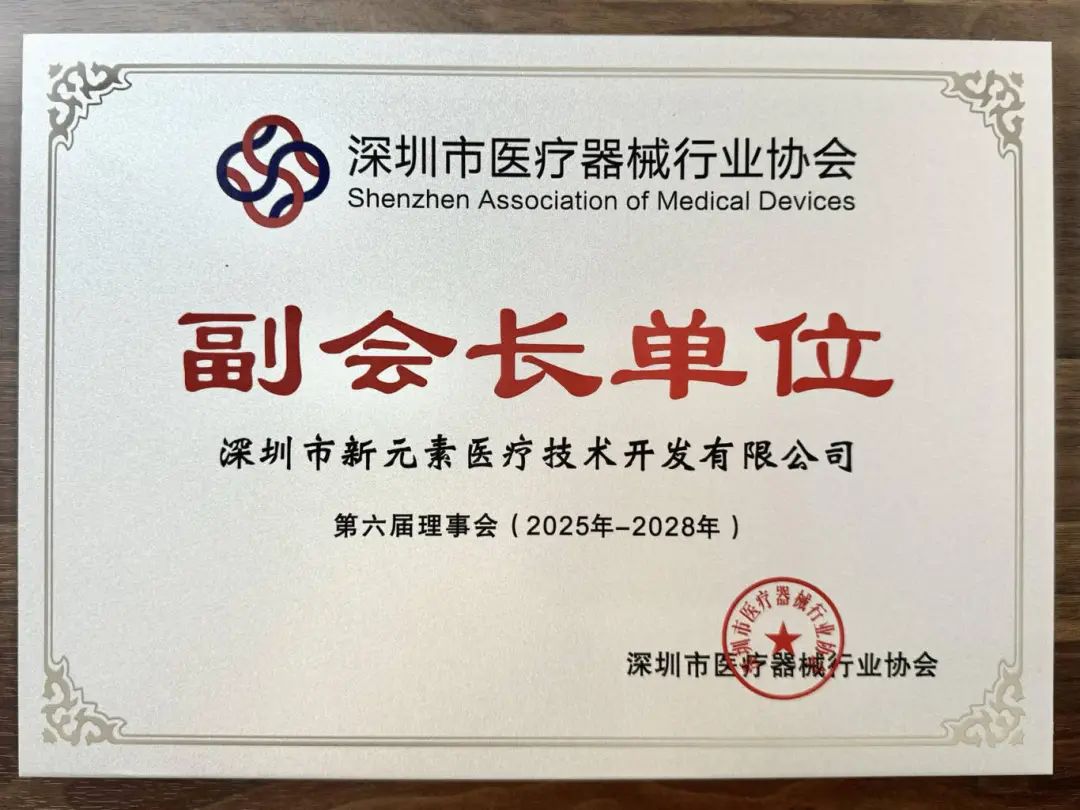 深圳市医疗器械行业协会
Shenzhen Association of Medical Devices
副会长单位
深圳市新元素医疗技术开发有限公司
第六届理事会（2025年-2028年）
深圳市医疗器械行业协会
深圳市医疗器械行业协会